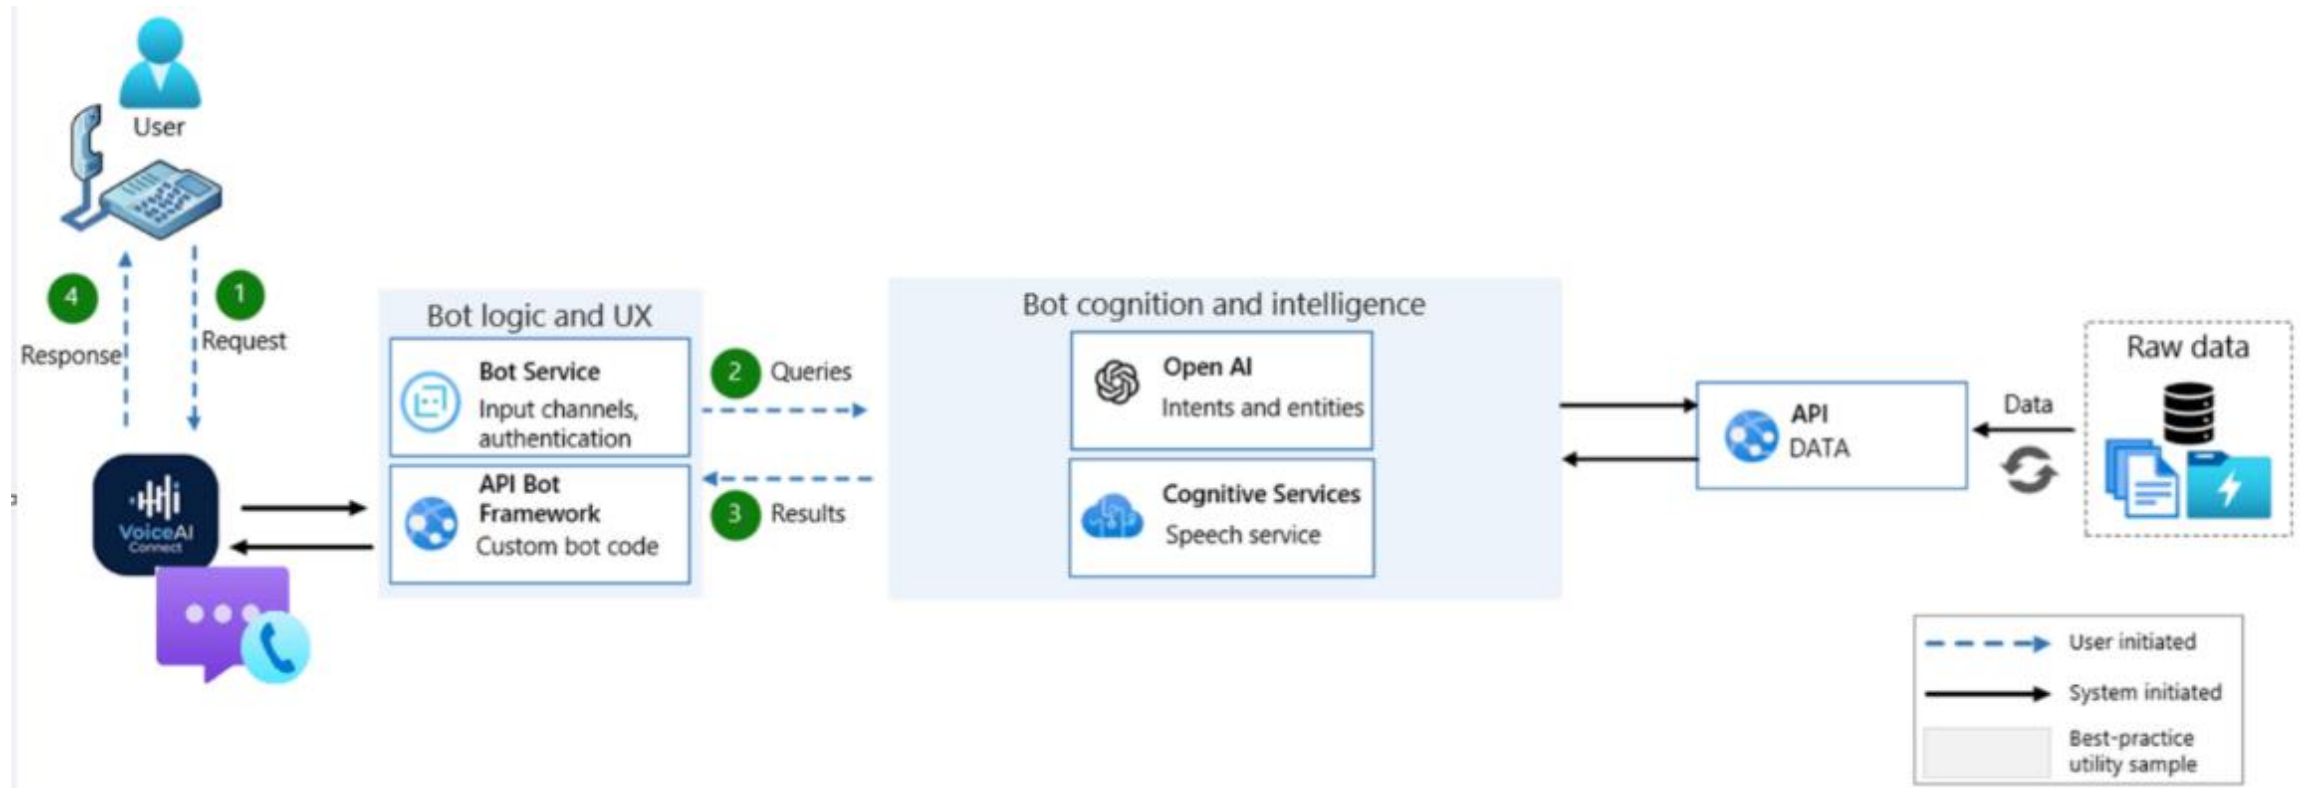 User
4
1
Response
Request
VoiceAI
Connect
Bot logic and UX
Bot Service
Input channels,
authentication
API Bot
Framework
Custom bot code
2 Queries
3 Results
Bot cognition and intelligence
Open AI
Intents and entities
Cognitive Services
Speech service
API
DATA
Data
Raw data
User initiated
System initiated
Best-practice
utility sample